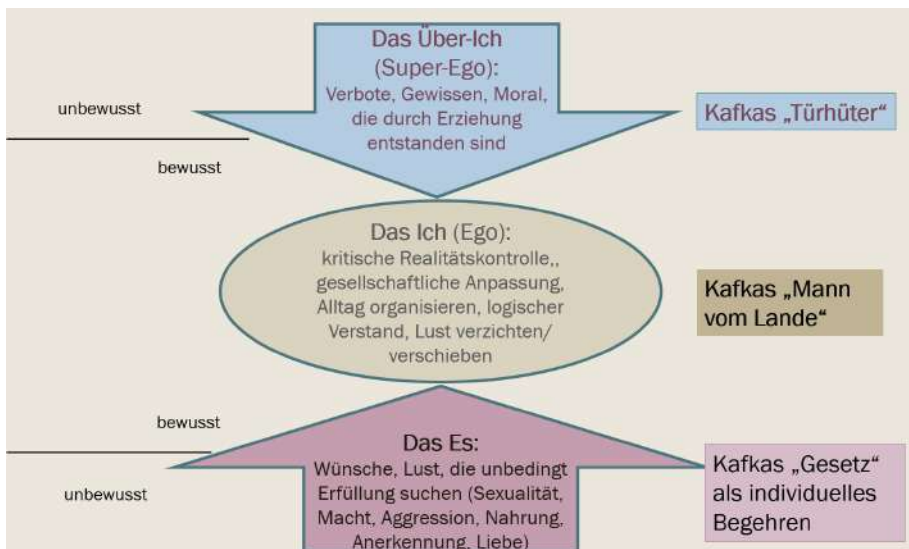 Das Über-Ich
(Super-Ego):
Verbote, Gewissen, Moral,
die durch Erziehung
entstanden sind
unbewusst
bewusst
Kafkas „Türhüter“
Das Ich (Ego):
kritische Realitätskontrolle,,
gesellschaftliche Anpassung,
Alltag organisieren, logischer
Verstand, Lust verzichten/
verschieben
Kafkas „Mann
vom Lande“
bewusst
unbewusst
Das Es:
Wünsche, Lust, die unbedingt
Erfüllung suchen (Sexualität,
Macht, Aggression, Nahrung,
Anerkennung, Liebe)
Kafkas „Gesetz“
als individuelles
Begehren